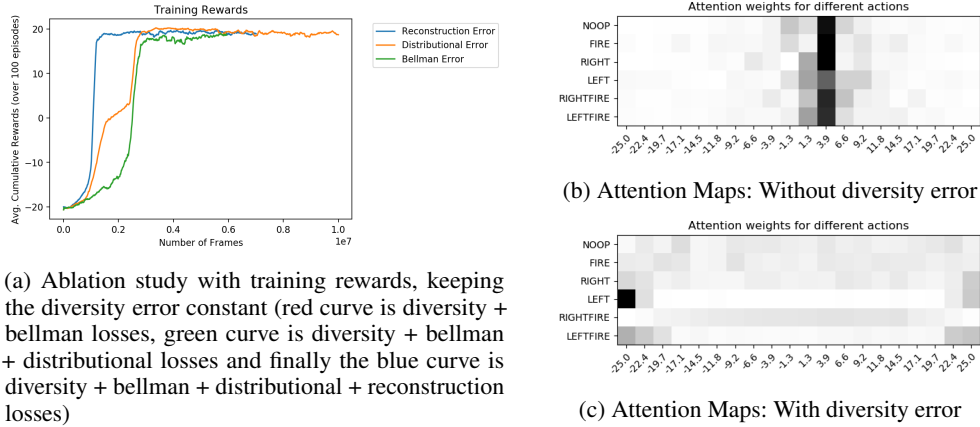 Training Rewards
Avg. Cumulative Rewards (over 100 episodes)
20
10
0
−10
−20
0.0 0.2 0.4 0.6 0.8 1.0
1e7
Number of Frames
Reconstruction Error
Distributional Error
Bellman Error
(a) Ablation study with training rewards, keeping
the diversity error constant (red curve is diversity +
bellman losses, green curve is diversity + bellman
+ distributional losses and finally the blue curve is
diversity + bellman + distributional + reconstruction
losses)
Attention weights for different actions
NOOP
FIRE
RIGHT
LEFT
RIGHTFIRE
LEFTFIRE
-25.0 -22.4 -19.7 -17.1 -14.5 -11.8 -9.2 -6.6 -3.9 -1.3 1.3 3.9 6.6 9.2 11.8 14.5 17.1 19.7 22.4 25.0
(b) Attention Maps: Without diversity error
Attention weights for different actions
NOOP
FIRE
RIGHT
LEFT
RIGHTFIRE
LEFTFIRE
-25.0 -22.4 -19.7 -17.1 -14.5 -11.8 -9.2 -6.6 -3.9 -1.3 1.3 3.9 6.6 9.2 11.8 14.5 17.1 19.7 22.4 25.0
(c) Attention Maps: With diversity error